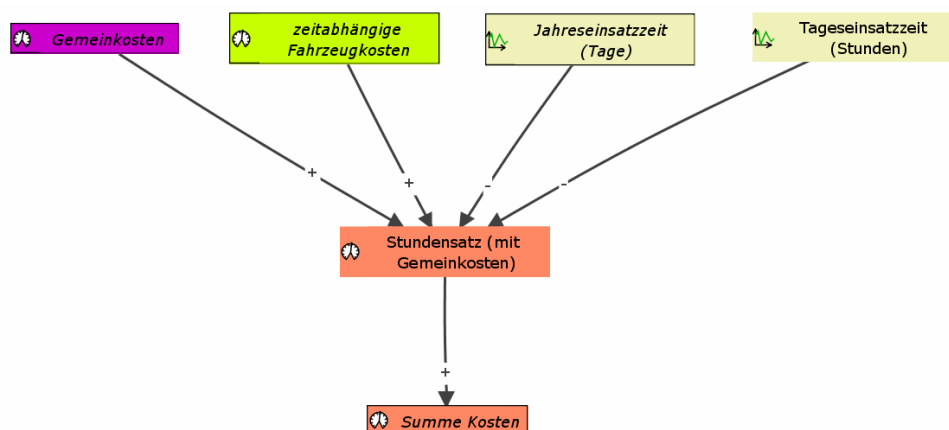 Gemeinkosten
zeitabhängige
Fahrzeugkosten
Jahreseinsatzzeit
(Tage)
Tageseinsatzzeit
(Stunden)
+
+
-
-
Stundensatz (mit
Gemeinkosten)
+
Summe Kosten